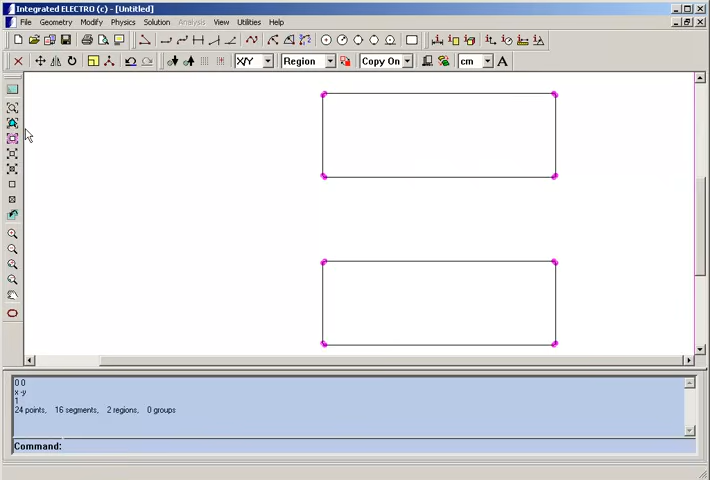 Integrated ELECTRO (c) - [Untitled]
File Geometry Modify Physics Solution Analysis View Utilities Help
X/Y Region Copy On cm A
0 0
x -y
1
24 points, 16 segments, 2 regions, 0 groups
Command: